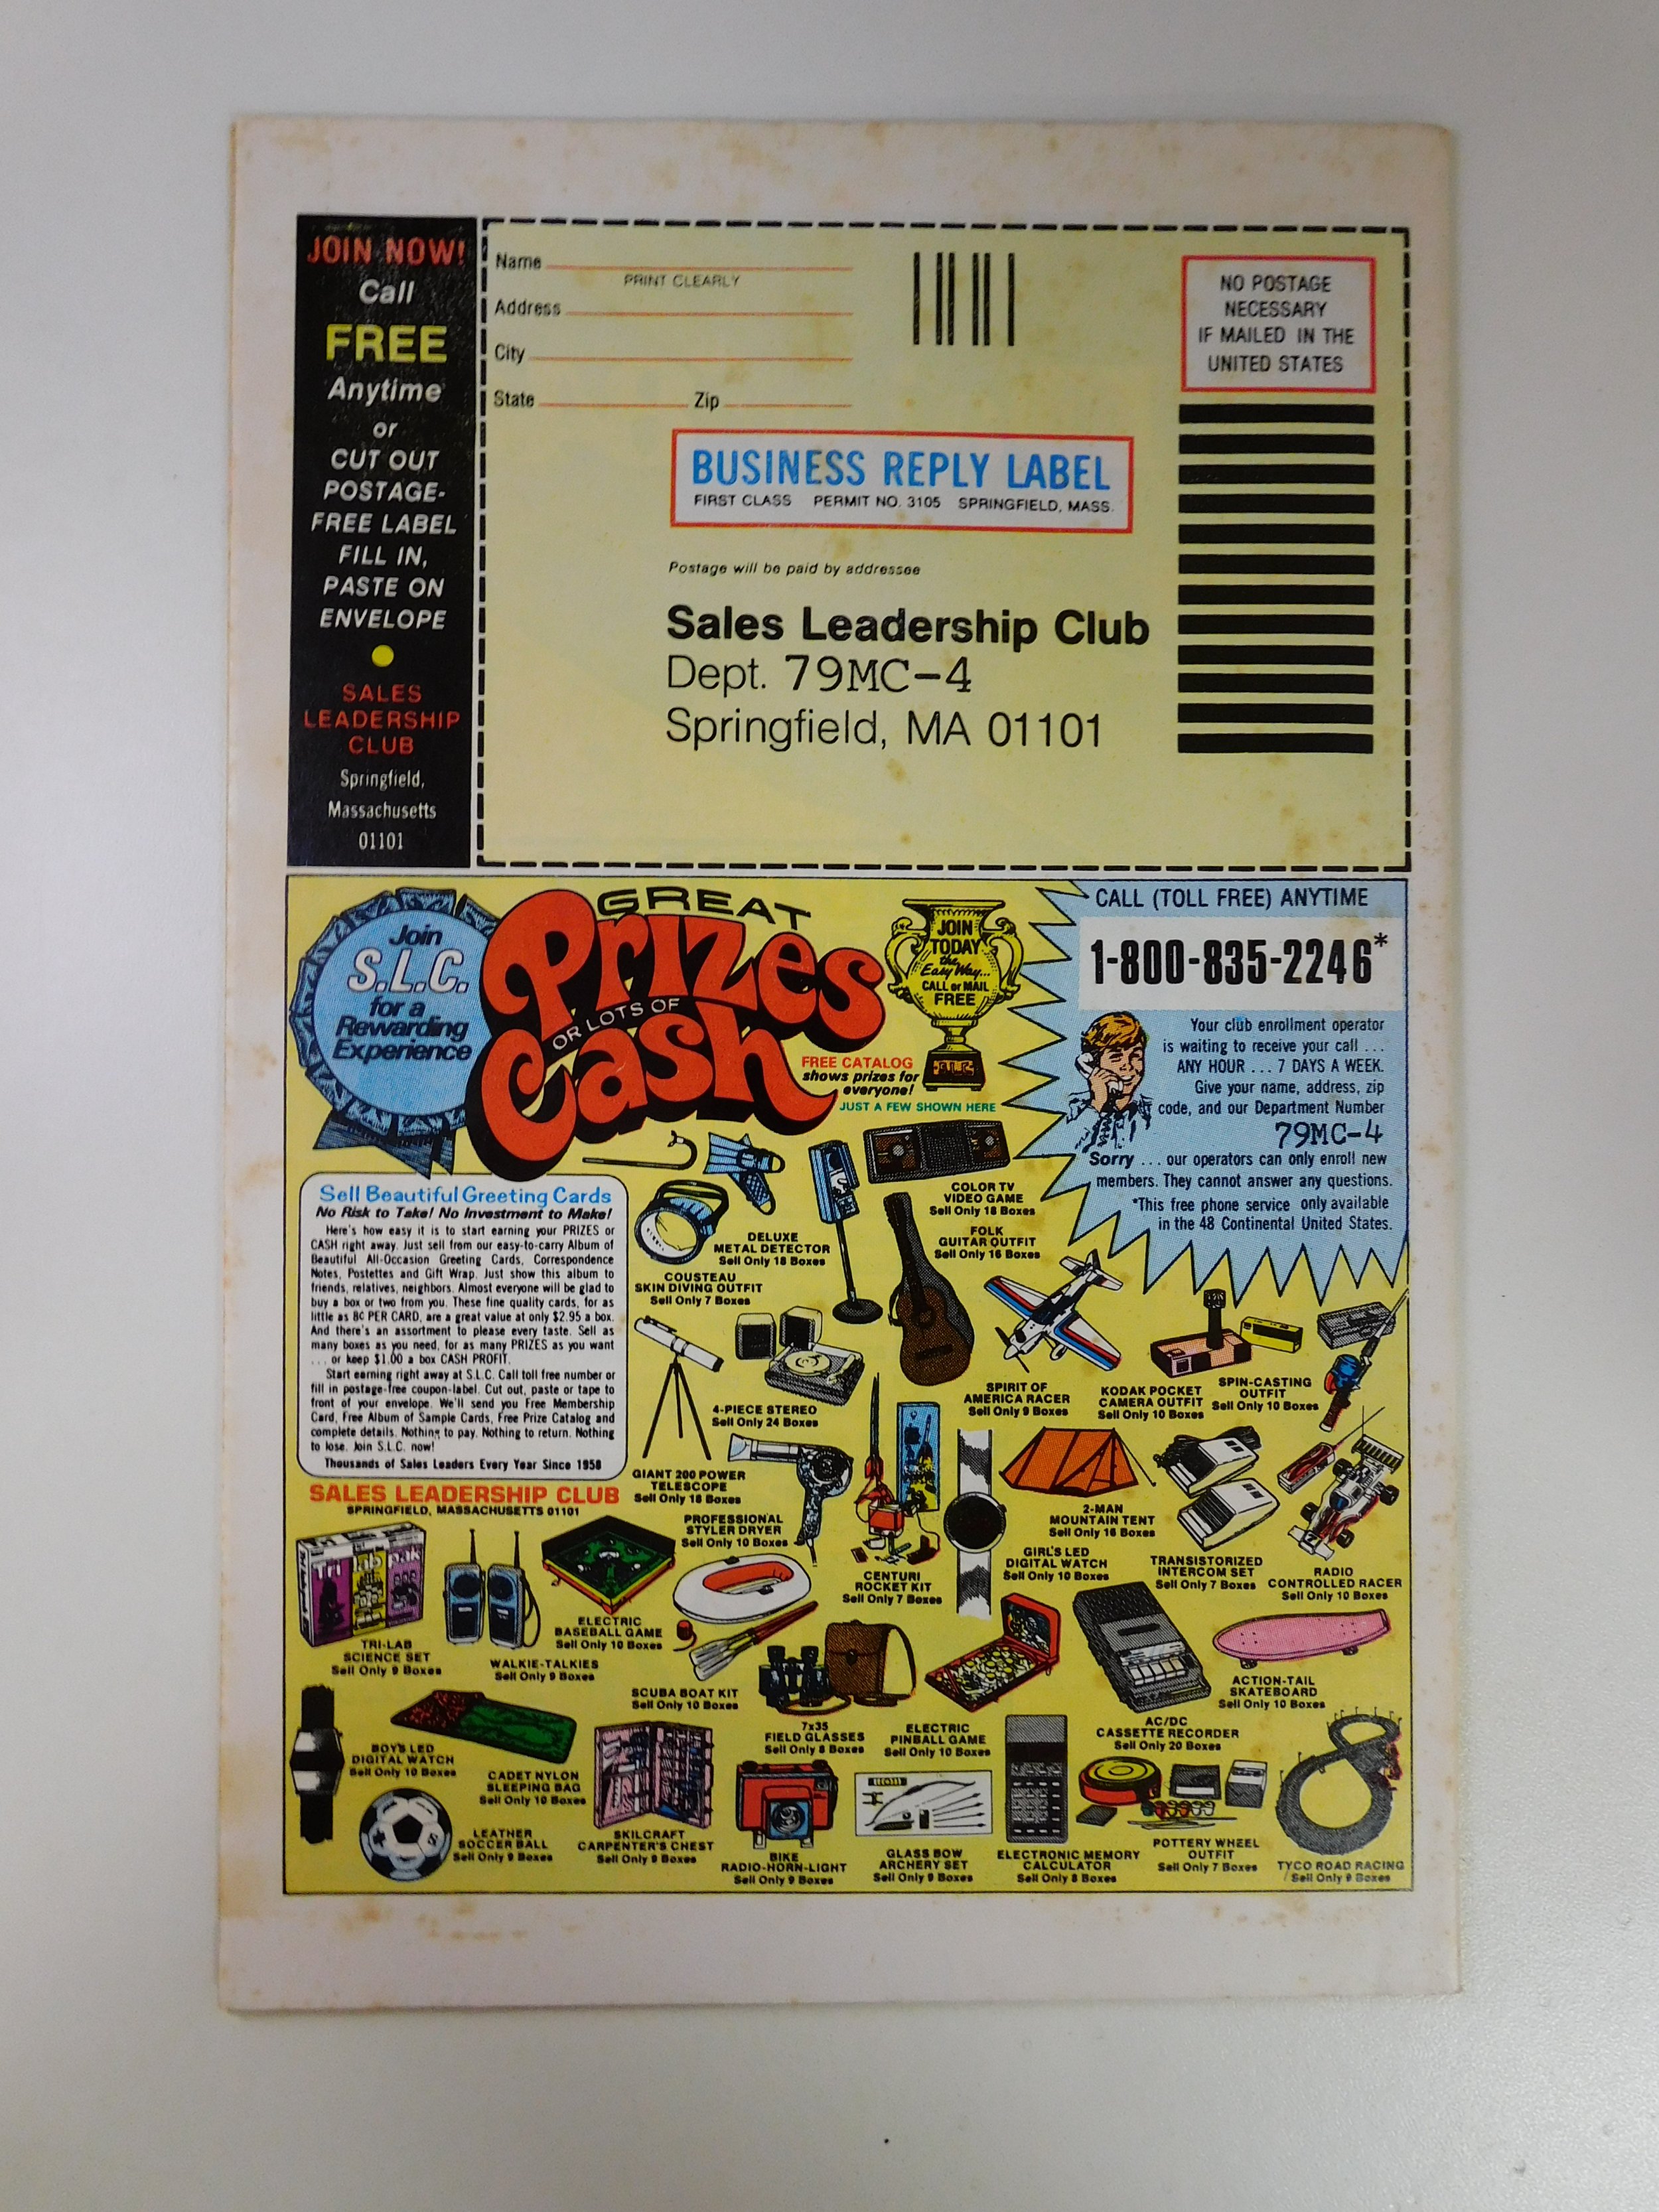 JOIN NOW!
Call
FREE
Anytime
or
CUT OUT
POSTAGE-
FREE LABEL
FILL IN,
PASTE ON
ENVELOPE
SALES
LEADERSHIP
CLUB
Springfield,
Massachusetts
01101
Name
PRINT CLEARLY
Address
City
State Zip
NO POSTAGE
NECESSARY
IF MAILED IN THE
UNITED STATES
BUSINESS REPLY LABEL
FIRST CLASS PERMIT NO. 3105 SPRINGFIELD, MASS.
Postage will be paid by addressee
Sales Leadership Club
Dept. 79MC-4
Springfield, MA 01101
Join
S.L.C.
for a
Rewarding
Experience
GREAT
Prizes
OR LOTS OF
Cash
JOIN
TODAY
the
Easy Way...
CALL or MAIL
FREE
SLC
FREE CATALOG
shows prizes for
everyone!
JUST A FEW SHOWN HERE
CALL (TOLL FREE) ANYTIME
1-800-835-2246*
Your club enrollment operator
is waiting to receive your call ...
ANY HOUR ... 7 DAYS A WEEK.
Give your name, address, zip
code, and our Department Number
79MC-4
Sorry ... our operators can only enroll new
members. They cannot answer any questions.
*This free phone service only available
in the 48 Continental United States.
Sell Beautiful Greeting Cards
No Risk to Take! No Investment to Make!
Here's how easy it is to start earning your PRIZES or
CASH right away. Just sell from our easy-to-carry Album of
Beautiful All-Occasion Greeting Cards, Correspondence
Notes, Postettes and Gift Wrap. Just show this album to
friends, relatives, neighbors. Almost everyone will be glad to
buy a box or two from you. These fine quality cards, for as
little as 8C PER CARD, are a great value at only $2.95 a box.
And there's an assortment to please every taste. Sell as
many boxes as you need, for as many PRIZES as you want
... or keep $1.00 a box CASH PROFIT.
Start earning right away at S.L.C. Call toll free number or
fill in postage-free coupon-label. Cut out, paste or tape to
front of your envelope. We'll send you Free Membership
Card, Free Album of Sample Cards, Free Prize Catalog and
complete details. Nothing to pay. Nothing to return. Nothing
to lose. Join S.L.C. now!
Thousands of Sales Leaders Every Year Since 1958
SALES LEADERSHIP CLUB
SPRINGFIELD, MASSACHUSETTS 01101
COLOR TV
VIDEO GAME
Sell Only 18 Boxes
DELUXE
METAL DETECTOR
Sell Only 18 Boxes
FOLK
GUITAR OUTFIT
Sell Only 16 Boxes
COUSTEAU
SKIN DIVING OUTFIT
Sell Only 7 Boxes
4-PIECE STEREO
Sell Only 24 Boxes
SPIRIT OF
AMERICA RACER
Sell Only 9 Boxes
KODAK POCKET
CAMERA OUTFIT
Sell Only 10 Boxes
SPIN-CASTING
OUTFIT
Sell Only 10 Boxes
GIANT 200 POWER
TELESCOPE
Sell Only 18 Boxes
PROFESSIONAL
STYLER DRYER
Sell Only 10 Boxes
2-MAN
MOUNTAIN TENT
Sell Only 16 Boxes
CENTURI
ROCKET KIT
Sell Only 7 Boxes
GIRL'S LED
DIGITAL WATCH
Sell Only 10 Boxes
TRANSISTORIZED
INTERCOM SET
Sell Only 7 Boxes
RADIO
CONTROLLED RACER
Sell Only 10 Boxes
Tri lab pak
TRI-LAB
SCIENCE SET
Sell Only 9 Boxes
WALKIE-TALKIES
Sell Only 9 Boxes
ELECTRIC
BASEBALL GAME
Sell Only 10 Boxes
SCUBA BOAT KIT
Sell Only 10 Boxes
7x35
FIELD GLASSES
Sell Only 8 Boxes
ELECTRIC
PINBALL GAME
Sell Only 10 Boxes
AC/DC
CASSETTE RECORDER
Sell Only 20 Boxes
ACTION-TAIL
SKATEBOARD
Sell Only 10 Boxes
BOY'S LED
DIGITAL WATCH
Sell Only 10 Boxes
CADET NYLON
SLEEPING BAG
Sell Only 10 Boxes
LEATHER
SOCCER BALL
Sell Only 9 Boxes
SKILCRAFT
CARPENTER'S CHEST
Sell Only 9 Boxes
BIKE
RADIO-HORN-LIGHT
Sell Only 9 Boxes
GLASS BOW
ARCHERY SET
Sell Only 9 Boxes
ELECTRONIC MEMORY
CALCULATOR
Sell Only 8 Boxes
POTTERY WHEEL
OUTFIT
Sell Only 7 Boxes
TYCO ROAD RACING
Sell Only 9 Boxes